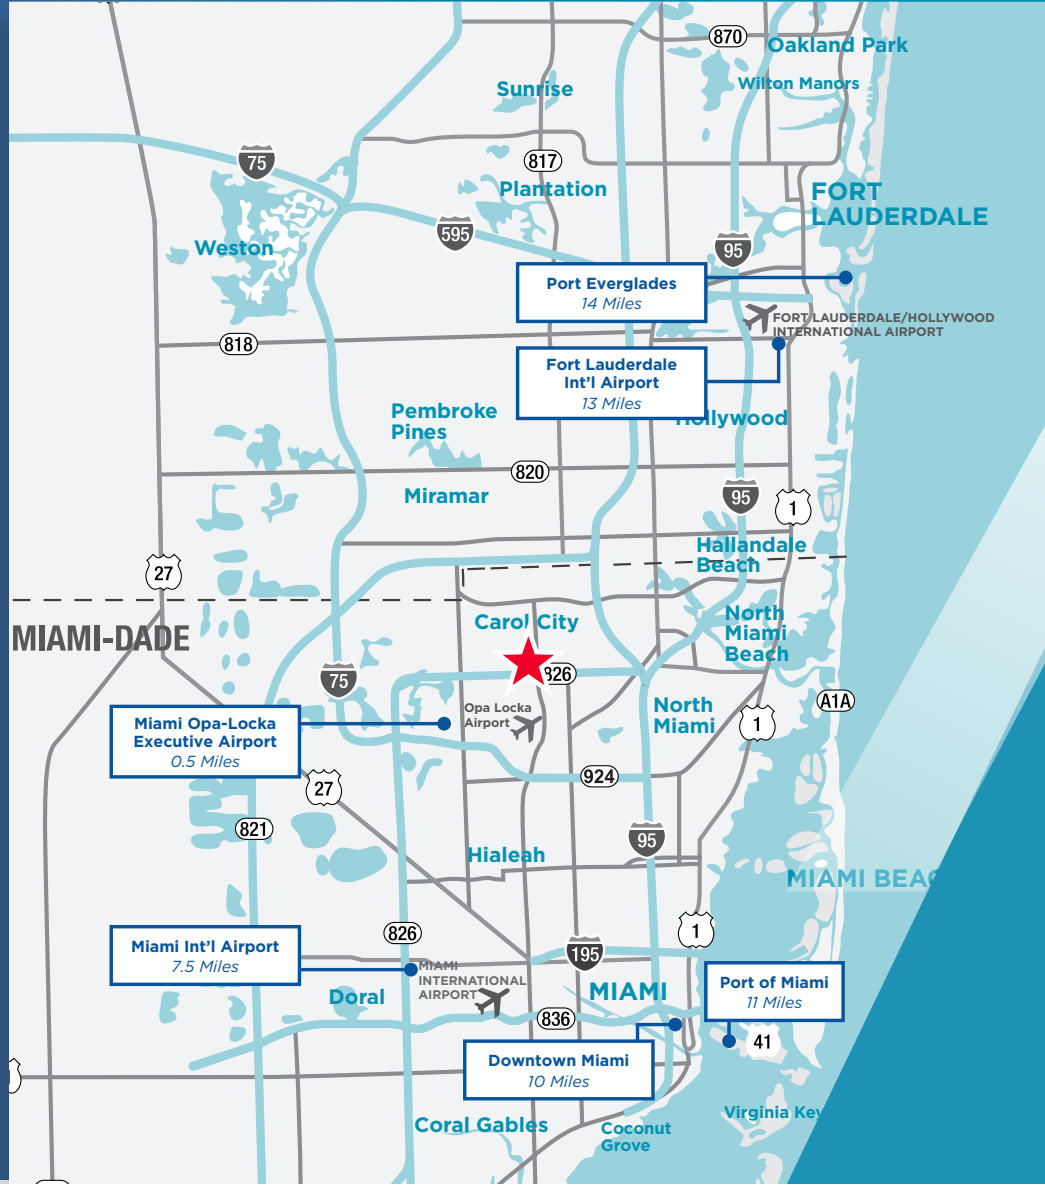 870
Oakland Park
Wilton Manors
Sunrise
817
75
Plantation
FORT
LAUDERDALE
595
95
Weston
Port Everglades
14 Miles
FORT LAUDERDALE/HOLLYWOOD
INTERNATIONAL AIRPORT
818
Fort Lauderdale
Int'l Airport
13 Miles
Pembroke
Pines
Hollywood
820
Miramar
95
1
Hallandale
Beach
27
MIAMI-DADE
Carol City
North
Miami
Beach
826
75
Opa Locka
Airport
North
Miami
A1A
1
Miami Opa-Locka
Executive Airport
0.5 Miles
924
27
821
95
Hialeah
MIAMI BEAC
826
1
Miami Int'l Airport
7.5 Miles
195
MIAMI
INTERNATIONAL
AIRPORT
Doral
MIAMI
Port of Miami
11 Miles
836
41
Downtown Miami
10 Miles
Coral Gables
Coconut
Grove
Virginia Key